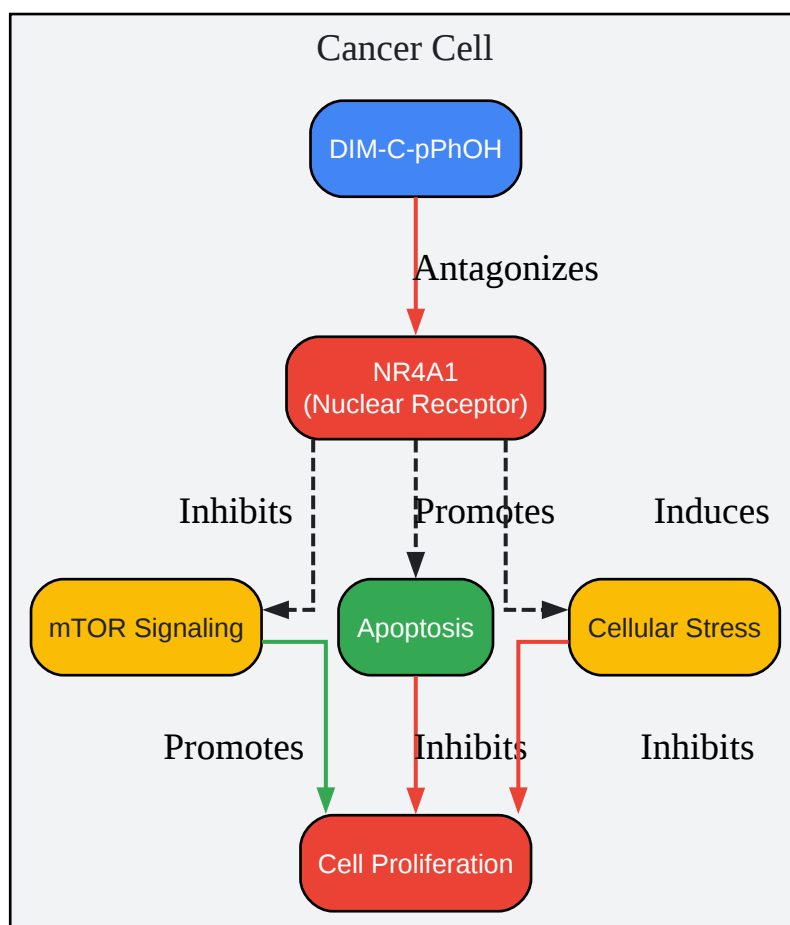 Cancer Cell
DIM-C-pPhOH
Antagonizes
NR4A1
(Nuclear Receptor)
Inhibits
Promotes
Induces
mTOR Signaling
Apoptosis
Cellular Stress
Promotes
Inhibits
Inhibits
Cell Proliferation